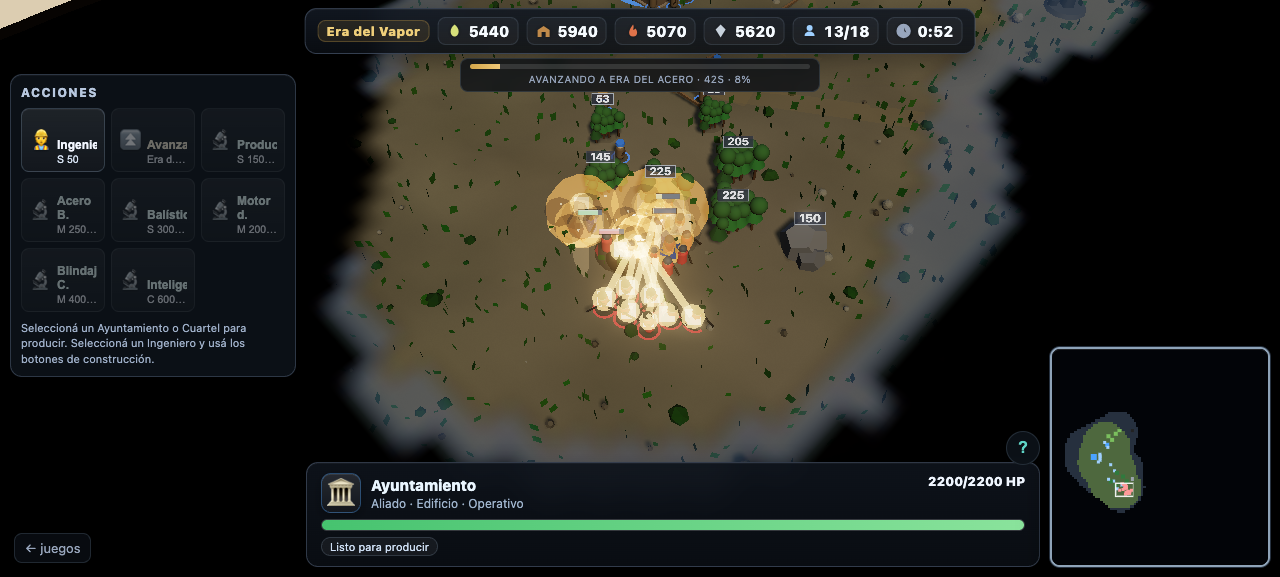 Era del Vapor 5440 5940 5070 5620 13/18 0:52
AVANZANDO A ERA DEL ACERO · 42S · 8%
ACCIONES
Ingenie
S 50
Avanza
Era d....
Produc
S 150...
Acero B.
M 250...
Balístic
S 300...
Motor d.
M 200...
Blindaj C.
M 400...
Intelige
C 600...
Seleccioná un Ayuntamiento o Cuartel para
producir. Seleccioná un Ingeniero y usá los
botones de construcción.
63
145
225
205
225
150
?
Ayuntamiento
2200/2200 HP
Aliado · Edificio · Operativo
Listo para producir
← juegos